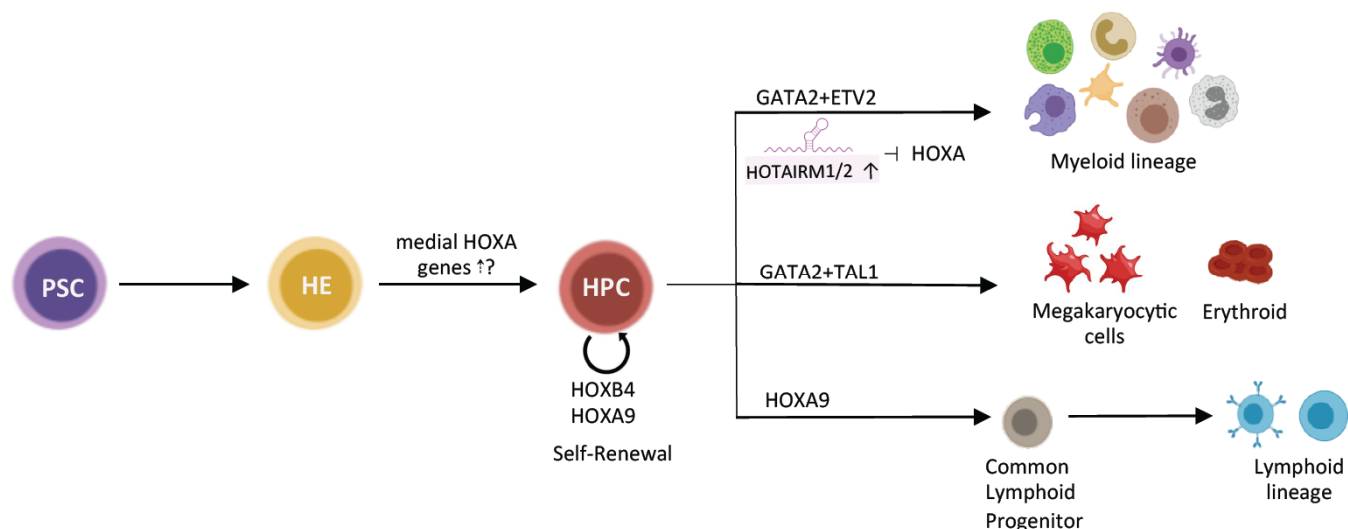 PSC
HE
medial HOXA
genes ↑?
HPC
HOXB4
HOXA9
Self-Renewal
GATA2+ETV2
HOTAIRM1/2 ↑ ⊣ HOXA
Myeloid lineage
GATA2+TAL1
Megakaryocytic
cells
Erythroid
HOXA9
Common
Lymphoid
Progenitor
Lymphoid
lineage